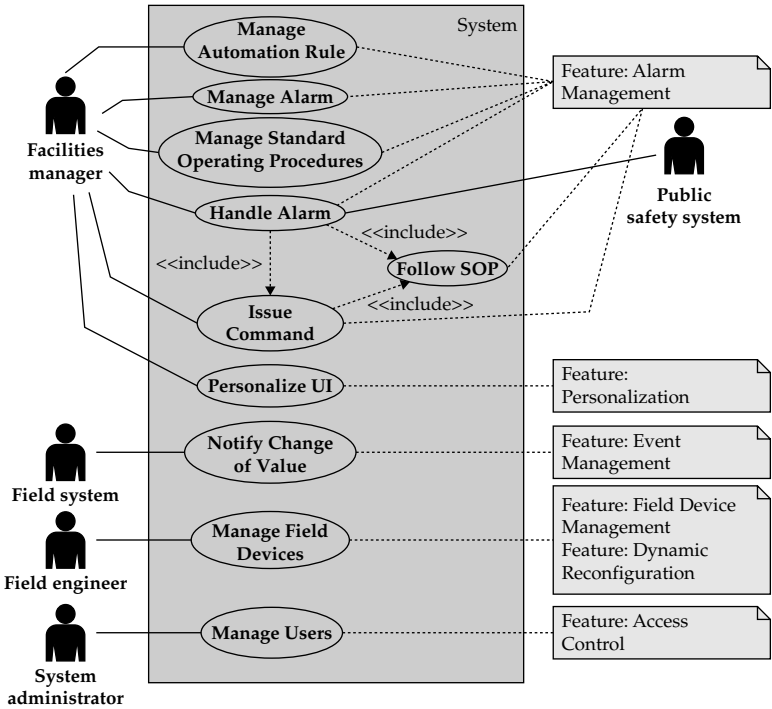 System
Manage
Automation Rule
Feature: Alarm
Management
Manage Alarm
Facilities
manager
Manage Standard
Operating Procedures
Public
safety system
Handle Alarm
<<include>>
<<include>>
Follow SOP
<<include>>
Issue
Command
Personalize UI
Feature:
Personalization
Notify Change
of Value
Feature: Event
Management
Field system
Manage Field
Devices
Feature: Field Device
Management
Feature: Dynamic
Reconfiguration
Field engineer
Manage Users
Feature: Access
Control
System
administrator